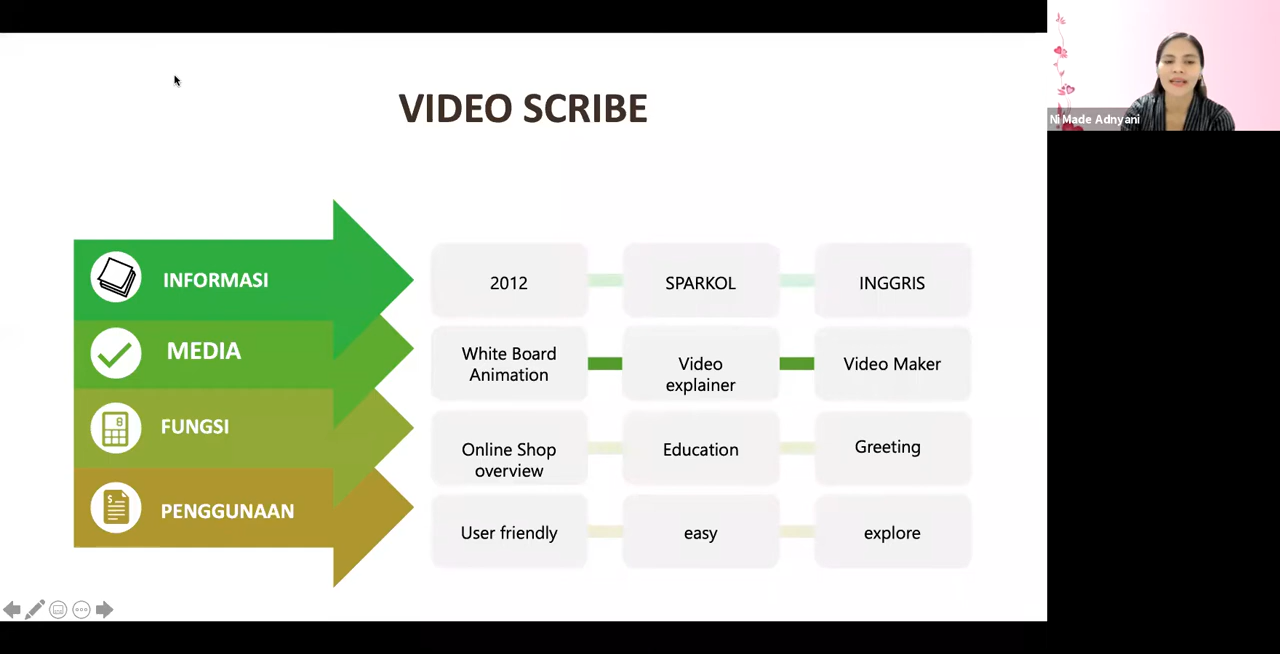 VIDEO SCRIBE
Ni Made Adnyani
INFORMASI
2012
SPARKOL
INGGRIS
MEDIA
White Board
Animation
Video
explainer
Video Maker
FUNGSI
Online Shop
overview
Education
Greeting
PENGGUNAAN
User friendly
easy
explore